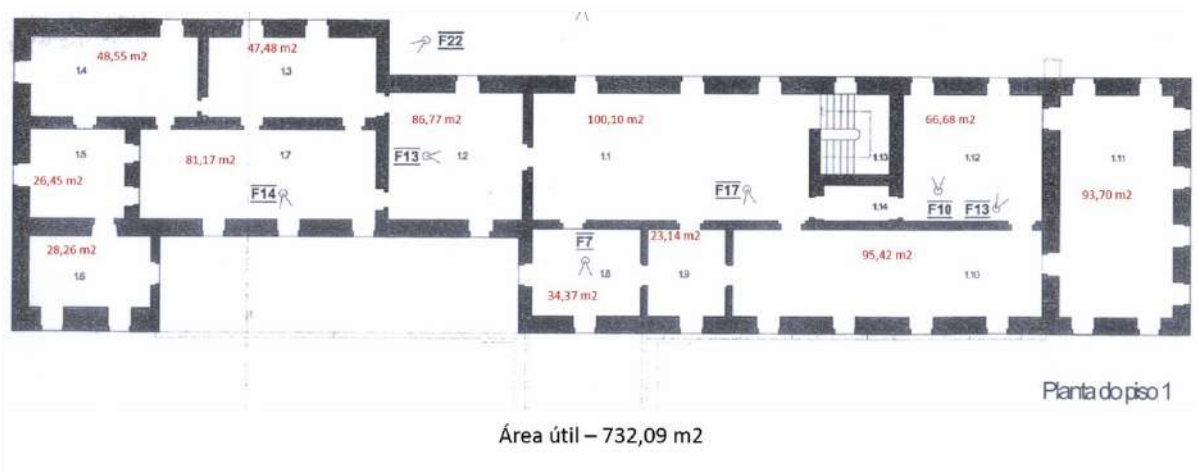 F22
48,55 m2
47,48 m2
1.4
1.3
86,77 m2
100,10 m2
66,68 m2
1.5
81,17 m2
1.7
F13
1.2
1.1
1.13
1.12
1.11
26,45 m2
F14
F17
F10
F13
93,70 m2
1.14
28,26 m2
1.6
F7
23,14 m2
95,42 m2
1.8
1.9
1.10
34,37 m2
Planta do piso 1
Área útil – 732,09 m2